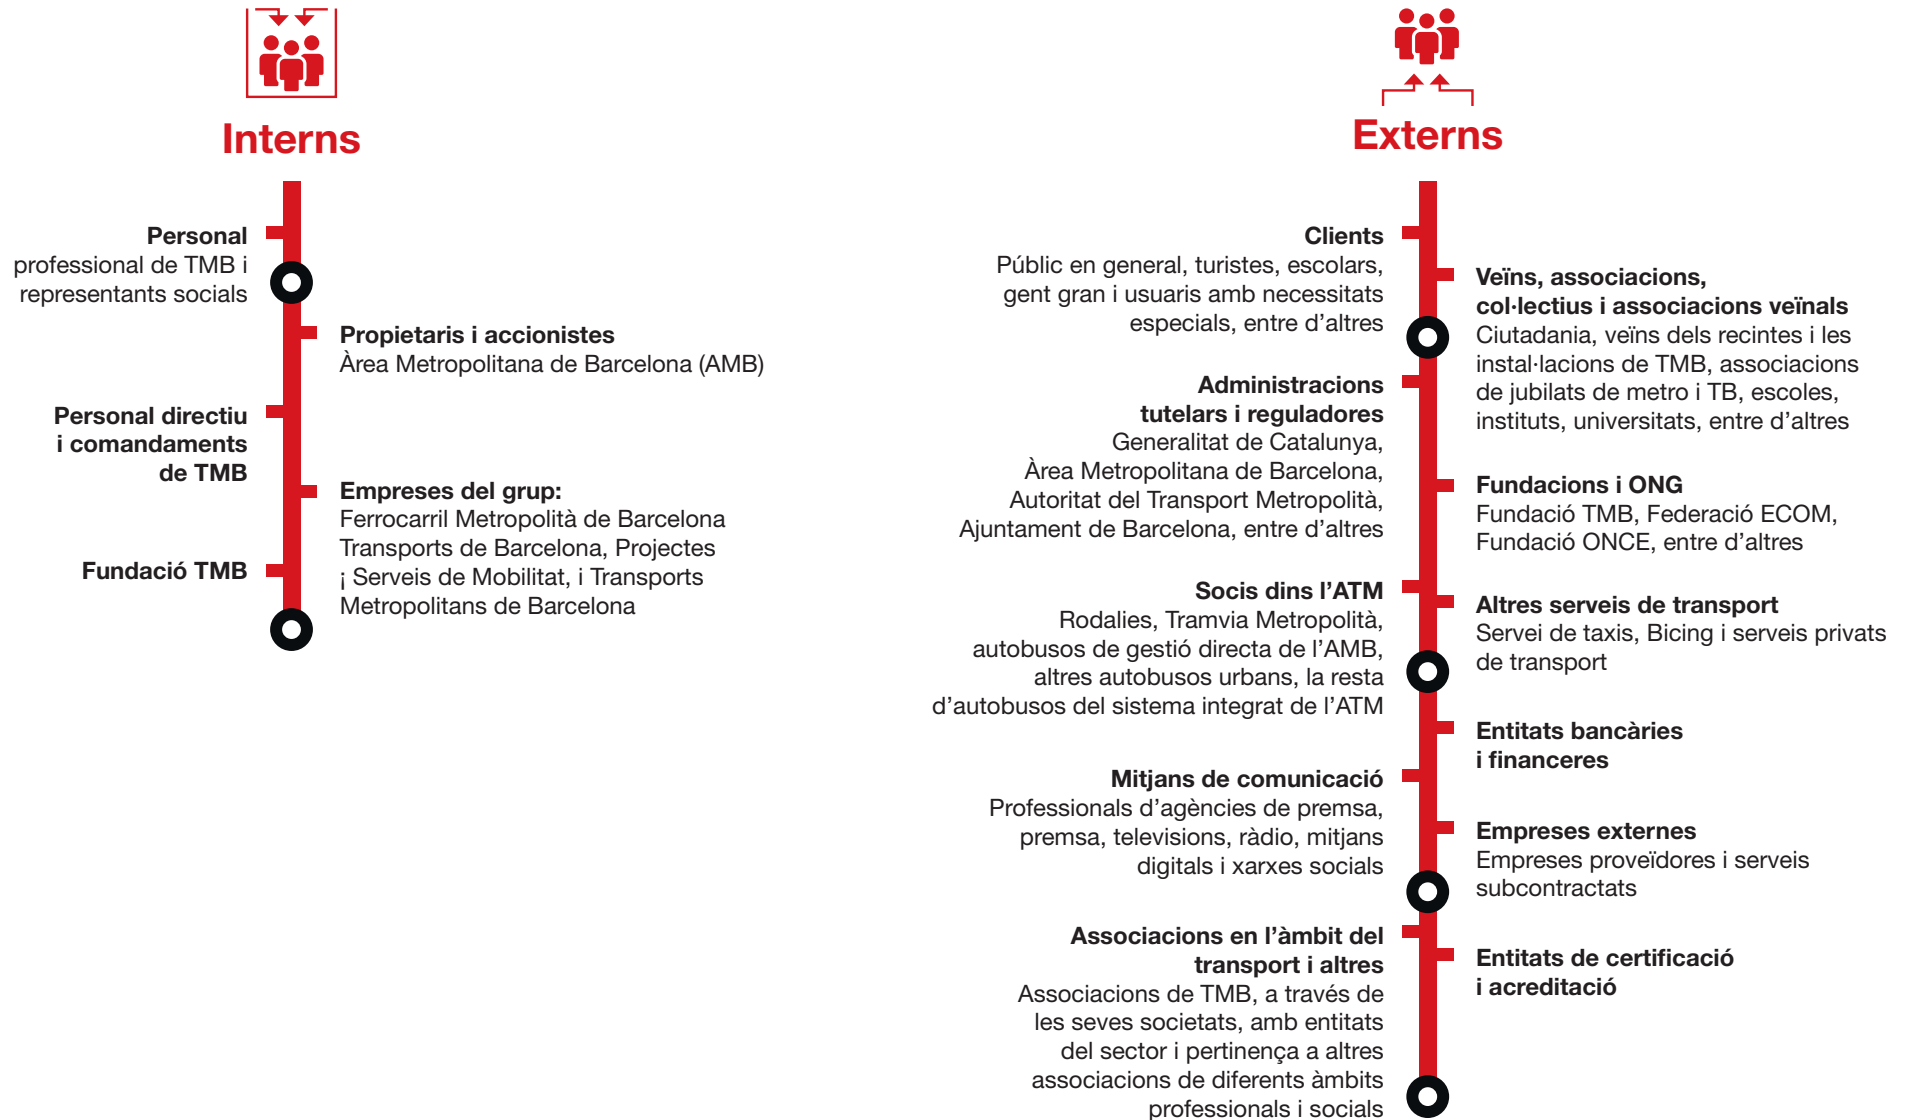 Interns
Personal
professional de TMB i
representants socials
Propietaris i accionistes
Àrea Metropolitana de Barcelona (AMB)
Personal directiu
i comandaments
de TMB
Empreses del grup:
Ferrocarril Metropolità de Barcelona
Transports de Barcelona, Projectes
¡ Serveis de Mobilitat, i Transports
Metropolitans de Barcelona
Fundació TMB
Externs
Clients
Públic en general, turistes, escolars,
gent gran i usuaris amb necessitats
especials, entre d’altres
Veïns, associacions,
col·lectius i associacions veïnals
Ciutadania, veïns dels recintes i les
instal·lacions de TMB, associacions
de jubilats de metro i TB, escoles,
instituts, universitats, entre d’altres
Administracions
tutelars i reguladores
Generalitat de Catalunya,
Àrea Metropolitana de Barcelona,
Autoritat del Transport Metropolità,
Ajuntament de Barcelona, entre d’altres
Fundacions i ONG
Fundació TMB, Federació ECOM,
Fundació ONCE, entre d’altres
Socis dins l’ATM
Rodalies, Tramvia Metropolità,
autobusos de gestió directa de l’AMB,
altres autobusos urbans, la resta
d’autobusos del sistema integrat de l’ATM
Altres serveis de transport
Servei de taxis, Bicing i serveis privats
de transport
Entitats bancàries
i financeres
Mitjans de comunicació
Professionals d’agències de premsa,
premsa, televisions, ràdio, mitjans
digitals i xarxes socials
Empreses externes
Empreses proveïdores i serveis
subcontractats
Associacions en l’àmbit del
transport i altres
Associacions de TMB, a través de
les seves societats, amb entitats
del sector i pertinença a altres
associacions de diferents àmbits
professionals i socials
Entitats de certificació
i acreditació